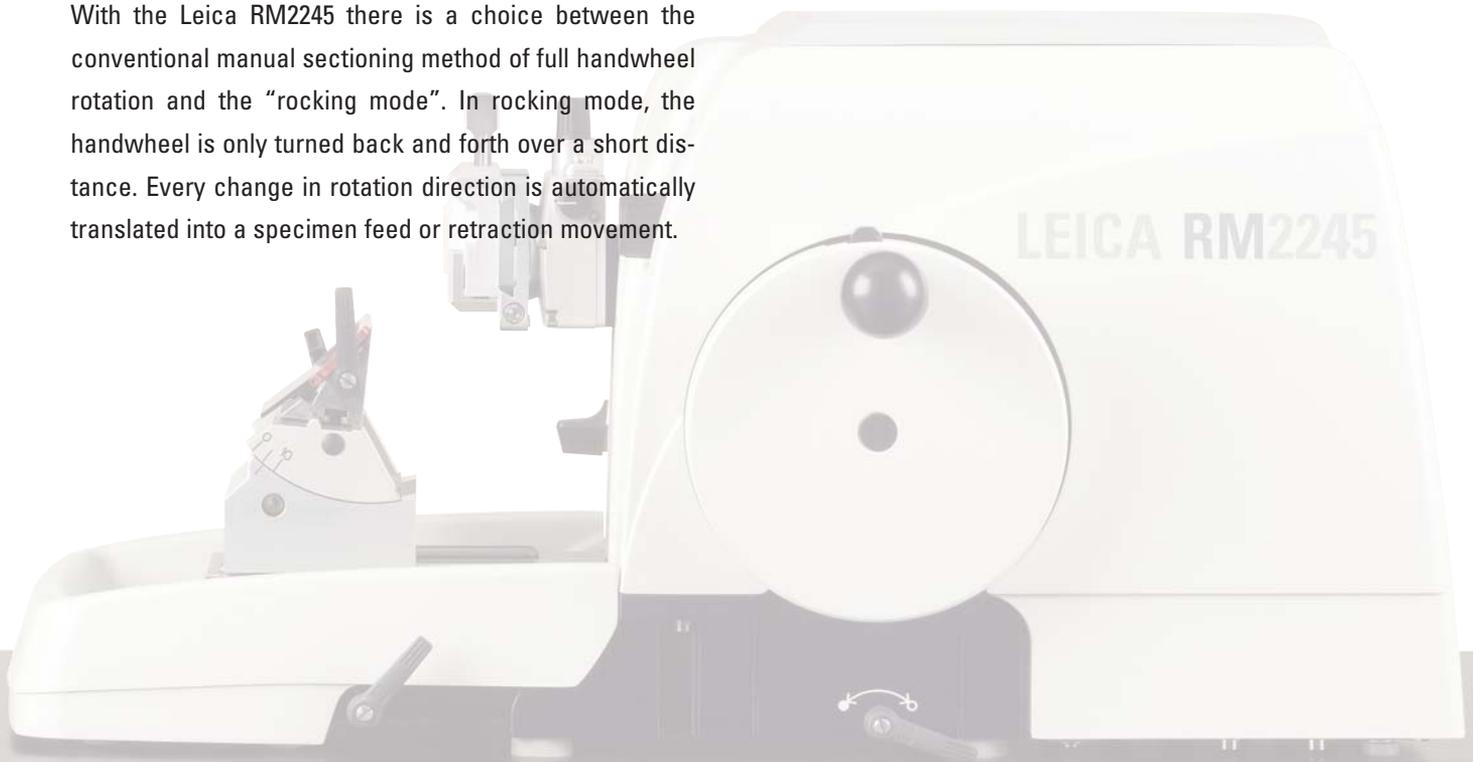 With the Leica RM2245 there is a choice between the
conventional manual sectioning method of full handwheel
rotation and the “rocking mode”. In rocking mode, the
handwheel is only turned back and forth over a short dis-
tance. Every change in rotation direction is automatically
translated into a specimen feed or retraction movement.
LEICA RM2245
0
10